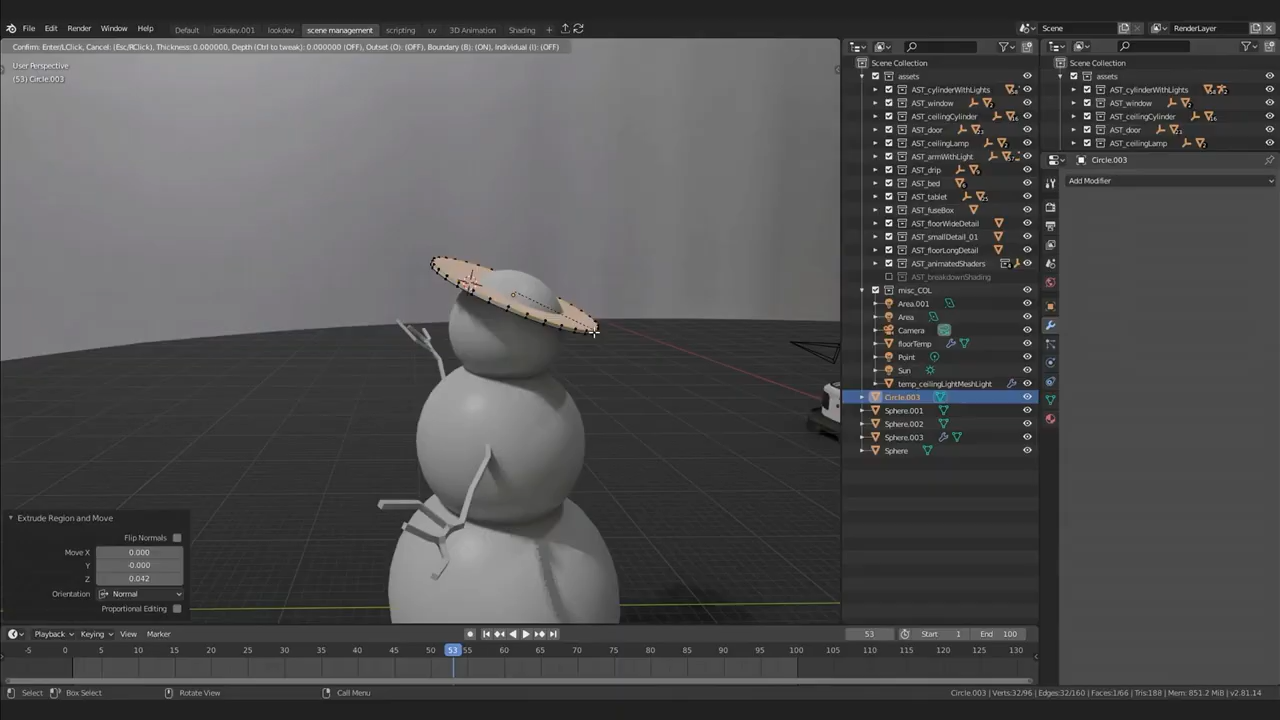 File Edit Render Window Help Default lookdev.001 lookdev scene management scripting uv 3D Animation Shading + Scene RenderLayer
Confirm: Enter/LClick, Cancel: (Esc/RClick), Thickness: 0.000000, Depth (Ctrl to tweak): 0.000000 (OFF), Outset (O): (OFF), Boundary (B): (ON), Individual (I): (OFF)
User Perspective
(53) Circle.003
Scene Collection
assets
AST_cylinderWithLights
AST_window
AST_ceilingCylinder
AST_door
AST_ceilingLamp
AST_armWithLight
AST_drip
AST_bed
AST_tablet
AST_fuseBox
AST_floorWideDetail
AST_smallDetail_01
AST_floorLongDetail
AST_animatedShaders
AST_breakdownShading
misc_COL
Area.001
Area
Camera
floorTemp
Point
Sun
temp_ceilingLightMeshLight
Circle.003
Sphere.001
Sphere.002
Sphere.003
Sphere
Scene Collection
assets
AST_cylinderWithLights
AST_window
AST_ceilingCylinder
AST_door
AST_ceilingLamp
Circle.003
Add Modifier
Extrude Region and Move
Flip Normals
Move X 0.000
Y -0.000
Z 0.042
Orientation Normal
Proportional Editing
Playback Keying View Marker 53 Start 1 End 100
-5 0 5 10 15 20 25 30 35 40 45 50 53 55 60 65 70 75 80 85 90 95 100 105 110 115 120 125 130
Select Box Select Rotate View Call Menu Circle.003 | Verts:32/96 | Edges:32/160 | Faces:1/66 | Tris:188 | Mem: 851.2 MiB | v2.81.14